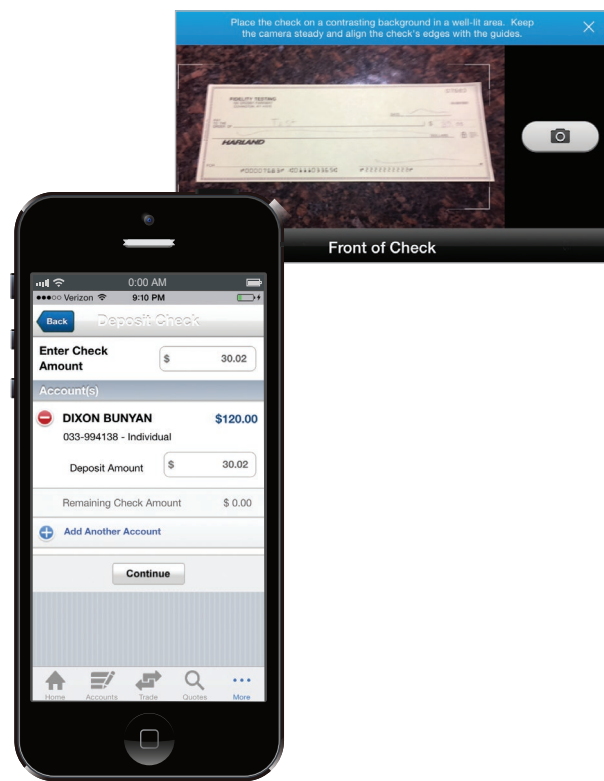 Place the check on a contrasting background in a well-lit area. Keep
the camera steady and align the check's edges with the guides.
FIDELITY TESTING
HARLAND
Front of Check
0:00 AM
Verizon 9:10 PM
Back Deposit Check
Enter Check
Amount
$ 30.02
Account(s)
DIXON BUNYAN $120.00
033-994138 - Individual
Deposit Amount $ 30.02
Remaining Check Amount $ 0.00
Add Another Account
Continue
Home Accounts Trade Quotes More